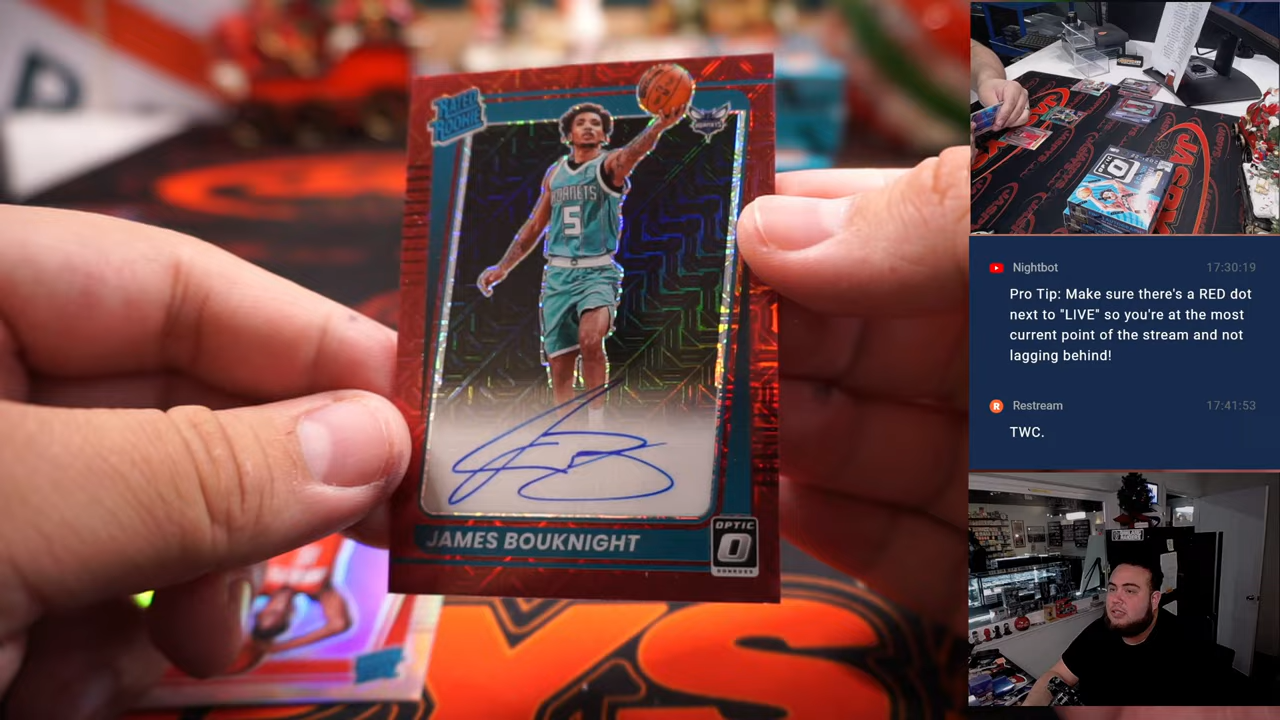 RATED
ROOKIE
HORNETS
HORNETS
5
JAMES BOUKNIGHT
OPTIC
DONRUSS
YS
Nightbot
17:30:19
Pro Tip: Make sure there's a RED dot
next to "LIVE" so you're at the most
current point of the stream and not
lagging behind!
Restream
17:41:53
TWC.